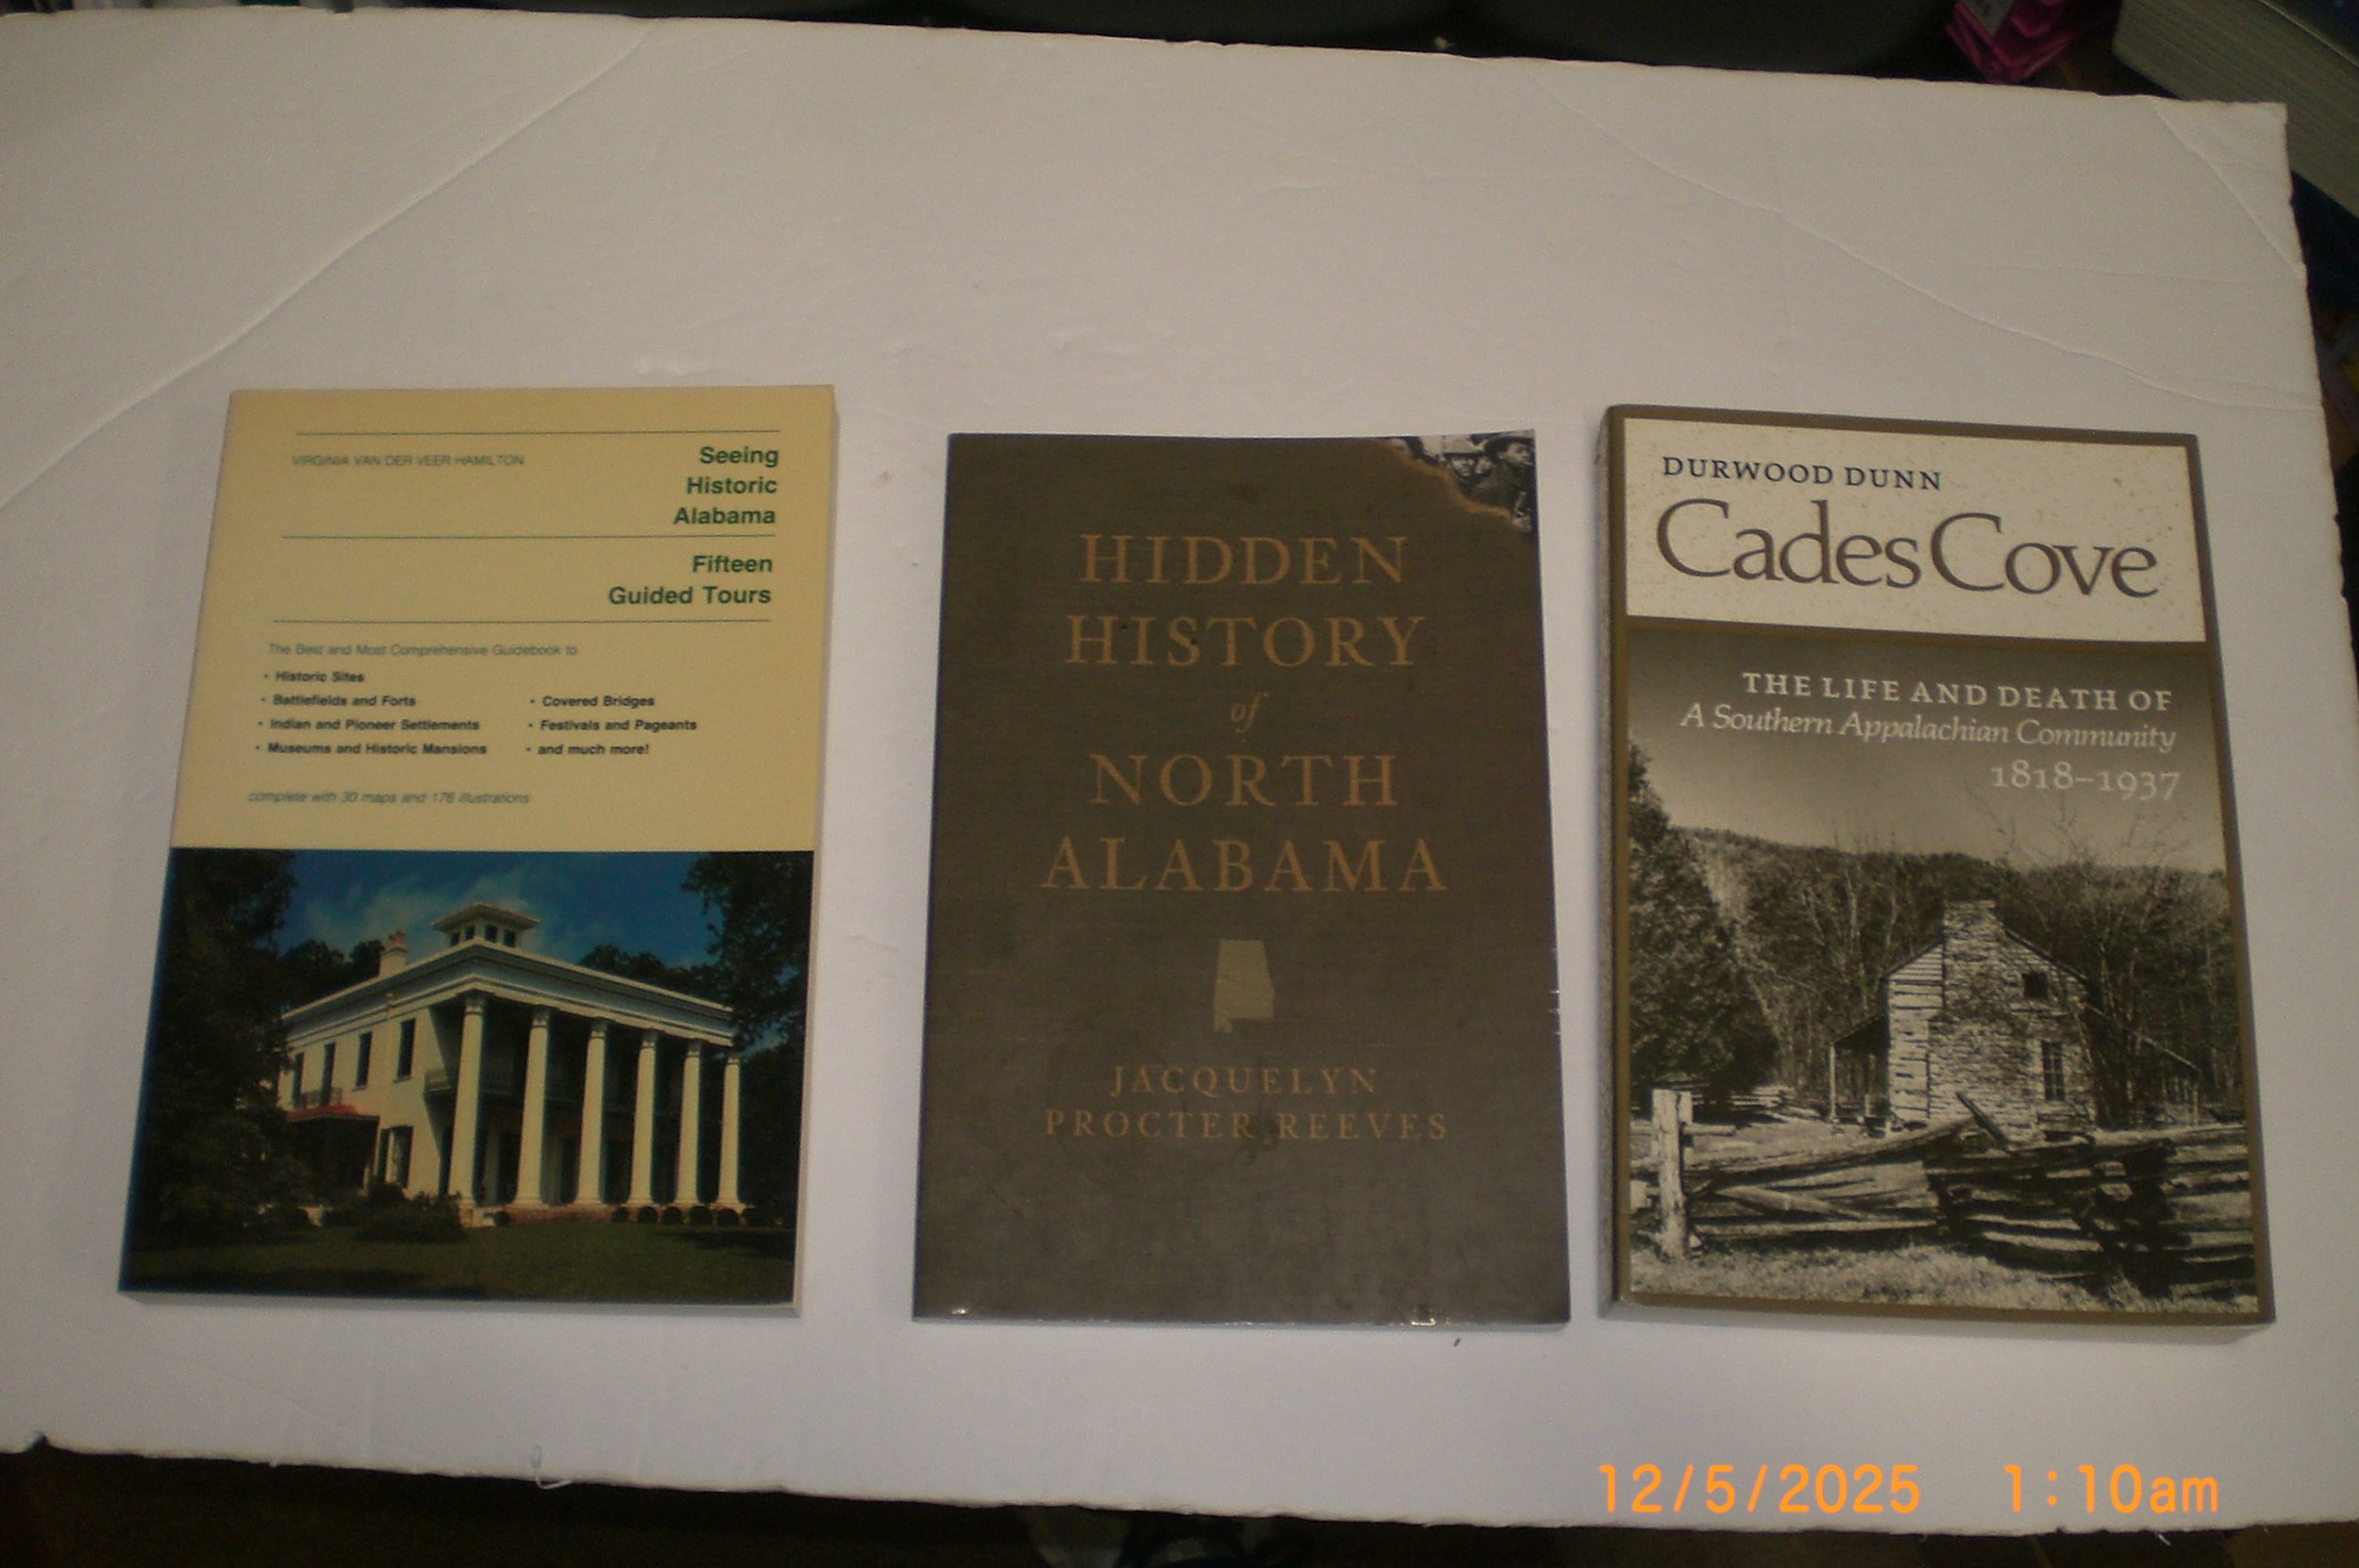 VIRGINIA VAN DER VEER HAMILTON
Seeing
Historic
Alabama
Fifteen
Guided Tours
The Best and Most Comprehensive Guidebook to
• Historic Sites
• Battlefields and Forts
• Indian and Pioneer Settlements
• Museums and Historic Mansions
• Covered Bridges
• Festivals and Pageants
• and much more!
complete with 30 maps and 176 illustrations
HIDDEN
HISTORY
of
NORTH
ALABAMA
JACQUELYN
PROCTER REEVES
DURWOOD DUNN
Cades Cove
THE LIFE AND DEATH OF
A Southern Appalachian Community
1818–1937
12/5/2025 1:10am